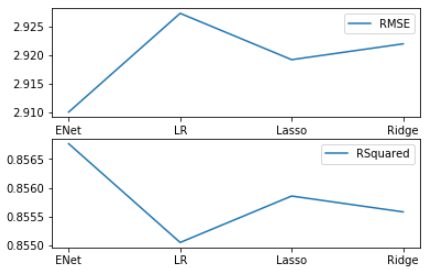 2.925
2.920
2.915
2.910
RMSE
ENet LR Lasso Ridge
0.8565
0.8560
0.8555
0.8550
RSquared
ENet LR Lasso Ridge